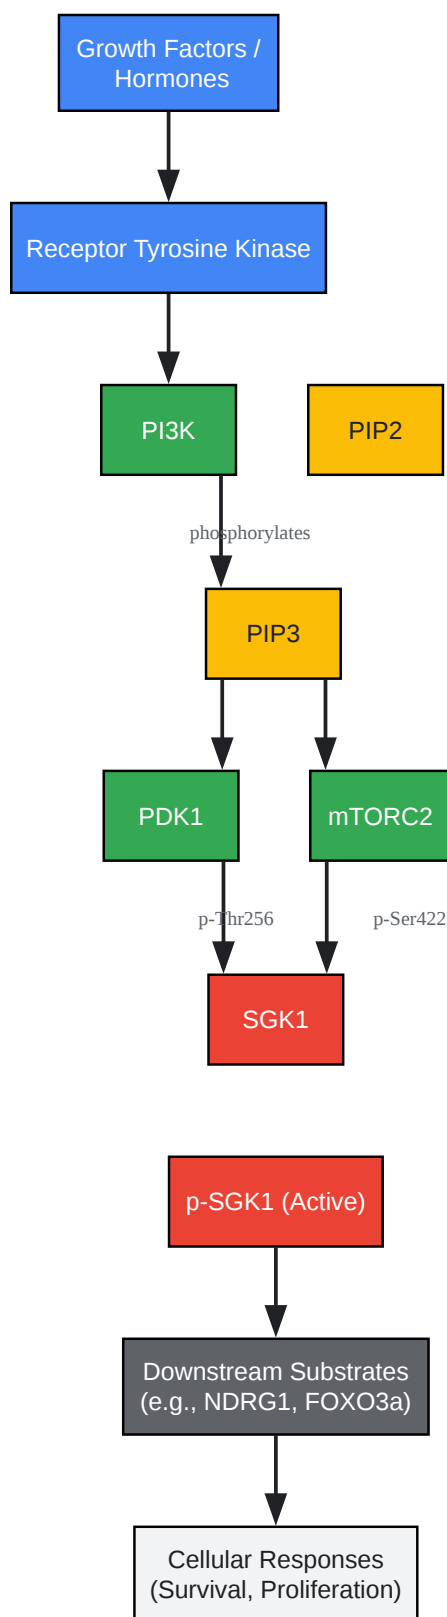 Growth Factors /
Hormones
Receptor Tyrosine Kinase
PI3K
PIP2
phosphorylates
PIP3
PDK1
mTORC2
p-Thr256
p-Ser422
SGK1
p-SGK1 (Active)
Downstream Substrates
(e.g., NDRG1, FOXO3a)
Cellular Responses
(Survival, Proliferation)